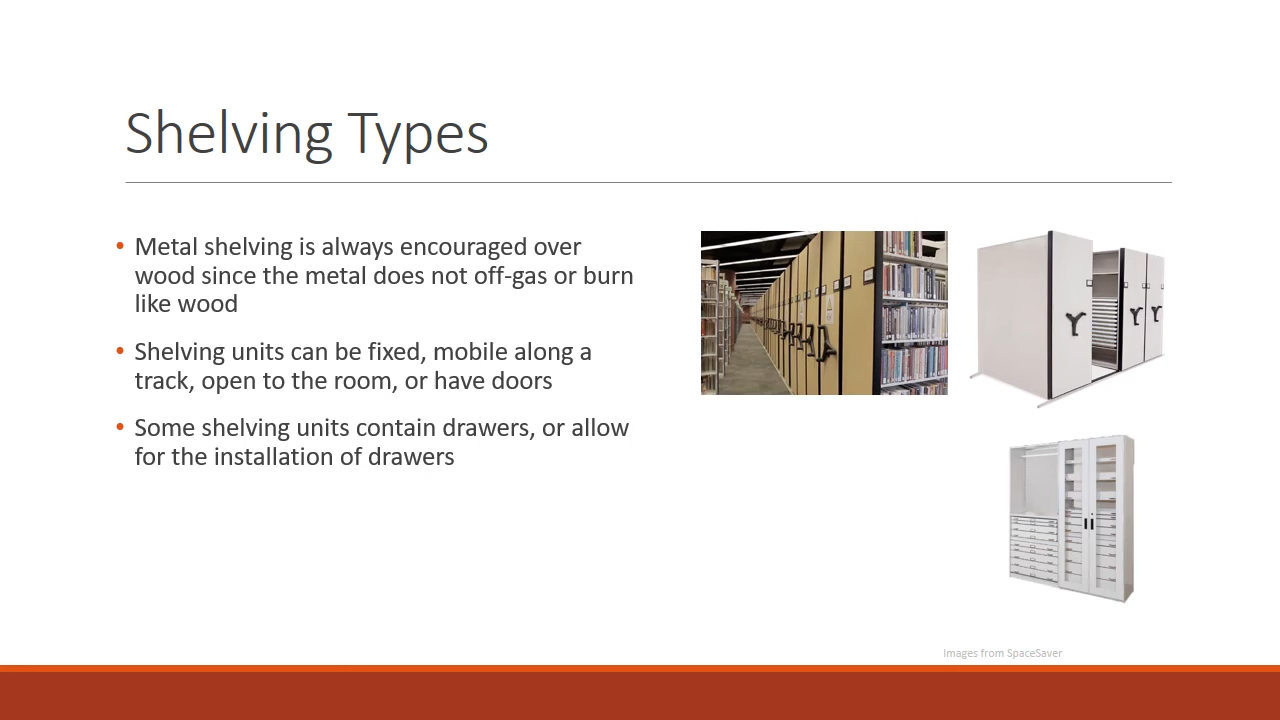 Shelving Types
• Metal shelving is always encouraged over
wood since the metal does not off-gas or burn
like wood
• Shelving units can be fixed, mobile along a
track, open to the room, or have doors
• Some shelving units contain drawers, or allow
for the installation of drawers
Images from SpaceSaver